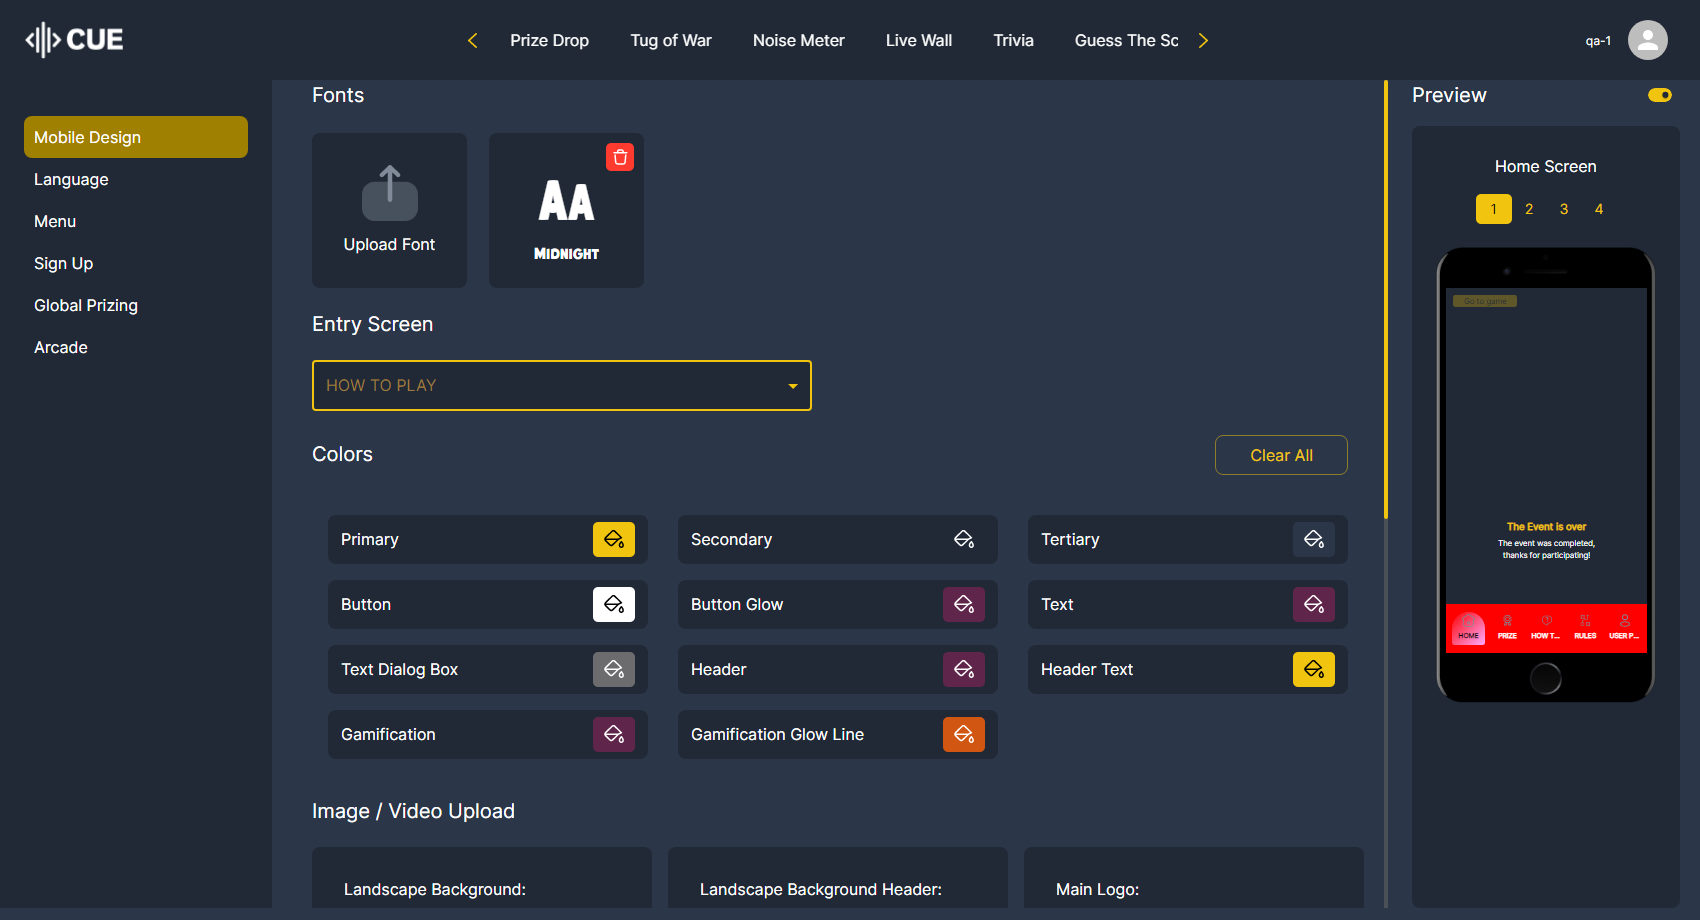 CUE
Prize Drop Tug of War Noise Meter Live Wall Trivia Guess The Sc
qa-1
Mobile Design
Language
Menu
Sign Up
Global Prizing
Arcade
Fonts
Upload Font
AA
MIDNIGHT
Entry Screen
HOW TO PLAY
Colors
Clear All
Primary
Secondary
Tertiary
Button
Button Glow
Text
Text Dialog Box
Header
Header Text
Gamification
Gamification Glow Line
Image / Video Upload
Landscape Background:
Landscape Background Header:
Main Logo:
Preview
Home Screen
1 2 3 4
Go to game
The Event is over
The event was completed,
thanks for participating!
HOME PRIZE HOW T... RULES USER P...